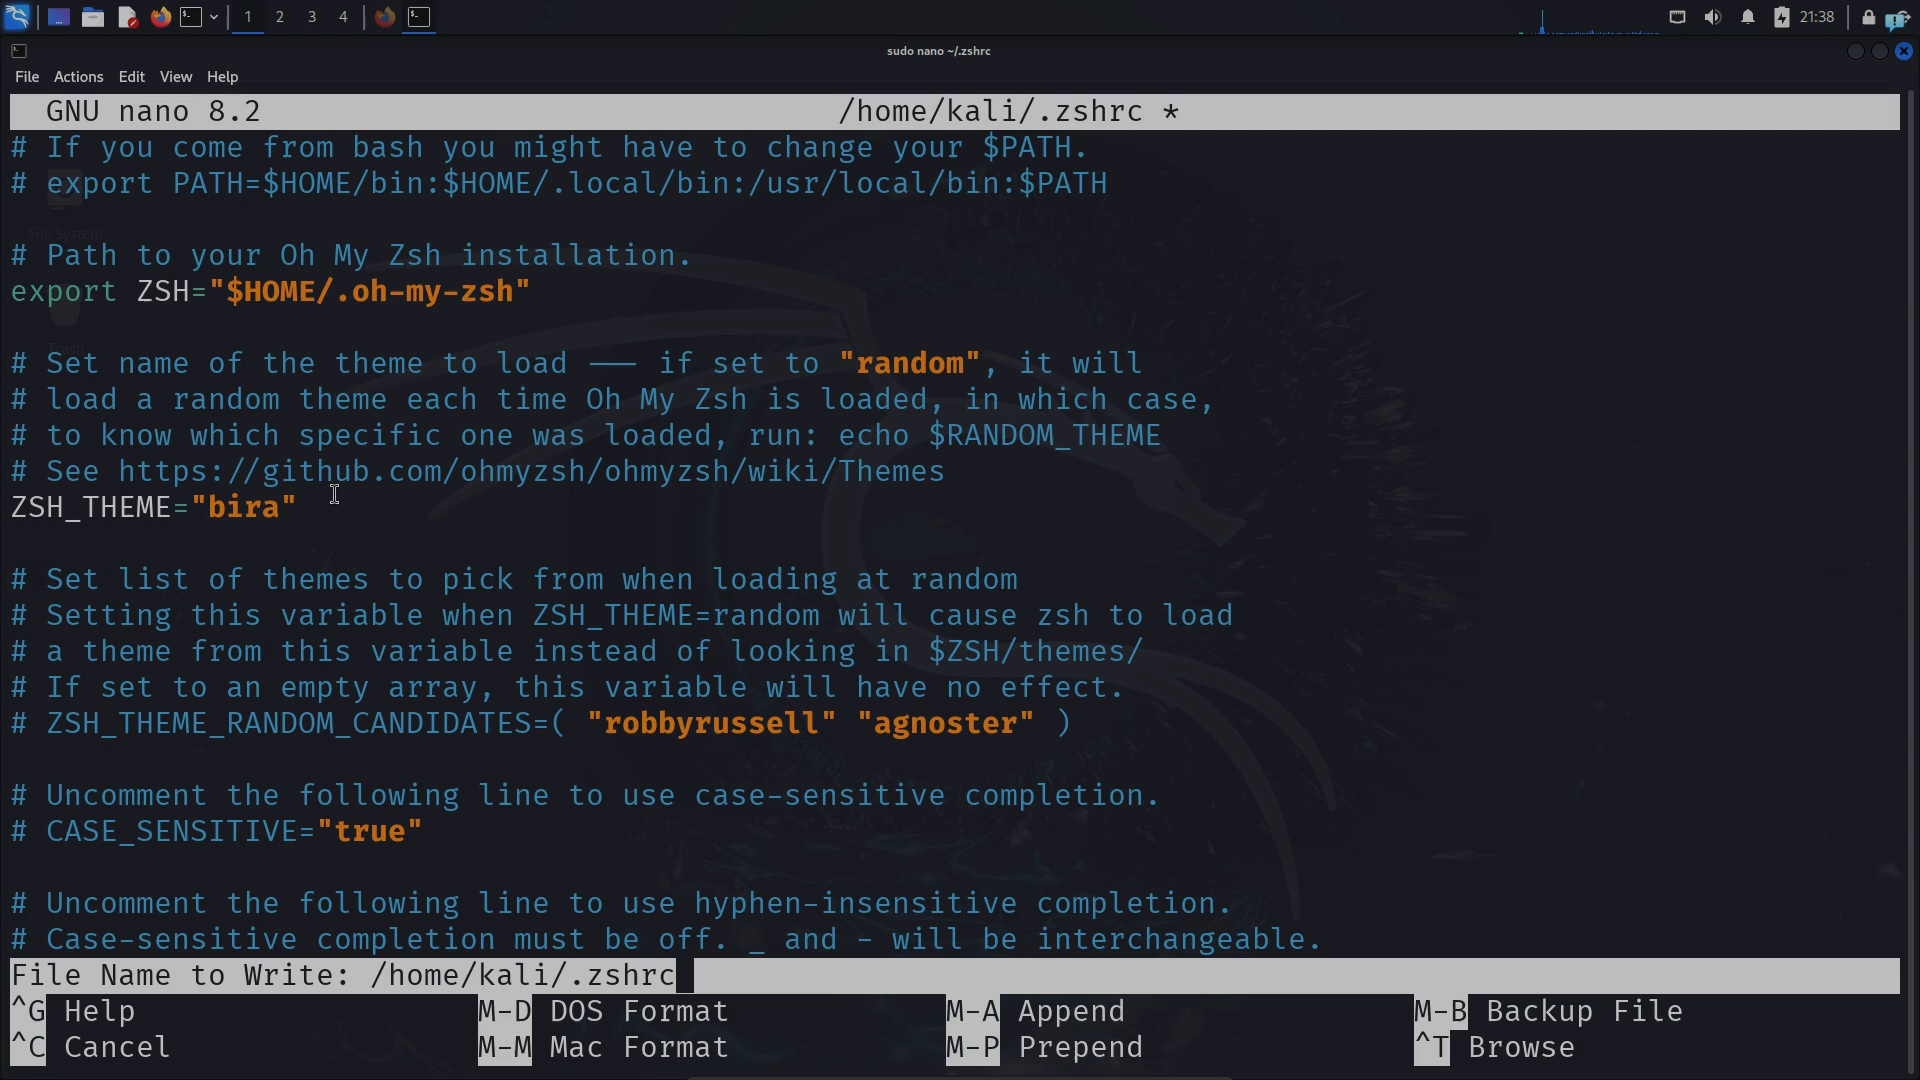 1 2 3 4
21:38
sudo nano ~/.zshrc
File Actions Edit View Help
GNU nano 8.2 /home/kali/.zshrc *
# If you come from bash you might have to change your $PATH.
# export PATH=$HOME/bin:$HOME/.local/bin:/usr/local/bin:$PATH
File System
# Path to your Oh My Zsh installation.
export ZSH="$HOME/.oh-my-zsh"
Trash
# Set name of the theme to load -- if set to "random", it will
# load a random theme each time Oh My Zsh is loaded, in which case,
# to know which specific one was loaded, run: echo $RANDOM_THEME
# See https://github.com/ohmyzsh/ohmyzsh/wiki/Themes
ZSH_THEME="bira"
# Set list of themes to pick from when loading at random
# Setting this variable when ZSH_THEME=random will cause zsh to load
# a theme from this variable instead of looking in $ZSH/themes/
# If set to an empty array, this variable will have no effect.
# ZSH_THEME_RANDOM_CANDIDATES=( "robbyrussell" "agnoster" )
# Uncomment the following line to use case-sensitive completion.
# CASE_SENSITIVE="true"
# Uncomment the following line to use hyphen-insensitive completion.
# Case-sensitive completion must be off. _ and - will be interchangeable.
File Name to Write: /home/kali/.zshrc
^G Help M-D DOS Format M-A Append M-B Backup File
^C Cancel M-M Mac Format M-P Prepend ^T Browse